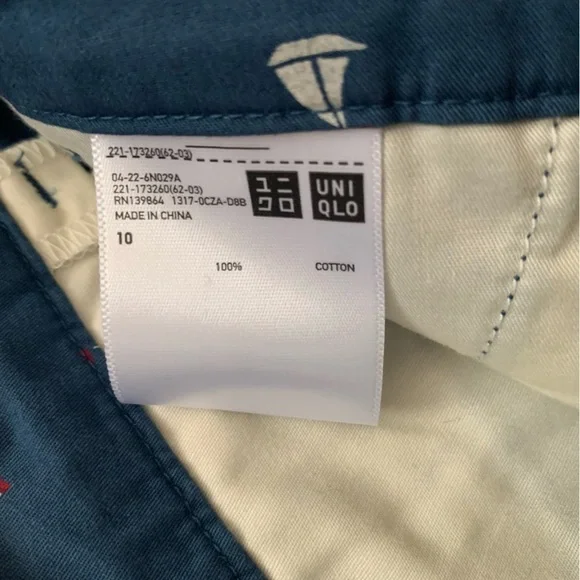 221-173260(62-03)
04-22-6N029A
221-173260(62-03)
RN139864 1317-0CZA-D8B
MADE IN CHINA
ユニ
クロ
UNI
QLO
10
100% COTTON